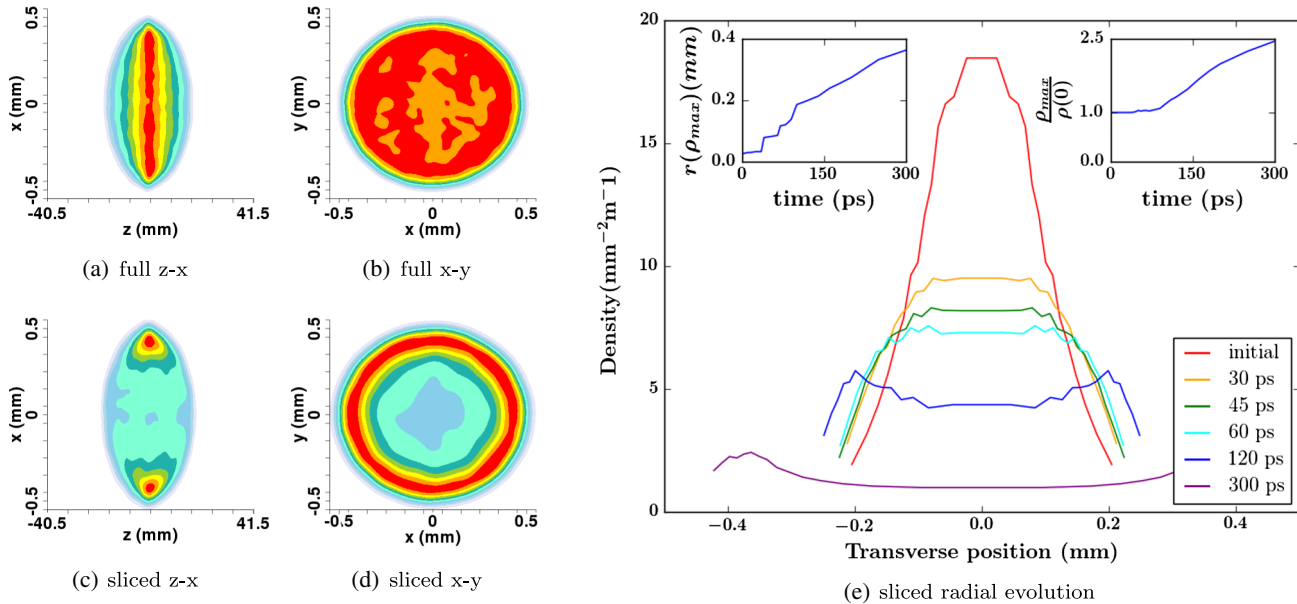 0.5
x (mm)
0
-0.5
-40.5
z (mm)
41.5
(a) full z-x
0.5
y (mm)
0
-0.5
-0.5
0
x (mm)
0.5
(b) full x-y
0.5
x (mm)
0
-0.5
-40.5
z (mm)
41.5
(c) sliced z-x
0.5
y (mm)
0
-0.5
-0.5
0
x (mm)
0.5
(d) sliced x-y
20
15
10
5
0
Density(mm⁻²m−1)
−0.4
−0.2
0.0
0.2
0.4
Transverse position (mm)
0.4
0.2
0.0
r(ρmax)(mm)
0
150
300
time (ps)
2.5
1.0
0.0
ρmax
ρ(0)
0
150
300
time (ps)
initial
30 ps
45 ps
60 ps
120 ps
300 ps
(e) sliced radial evolution